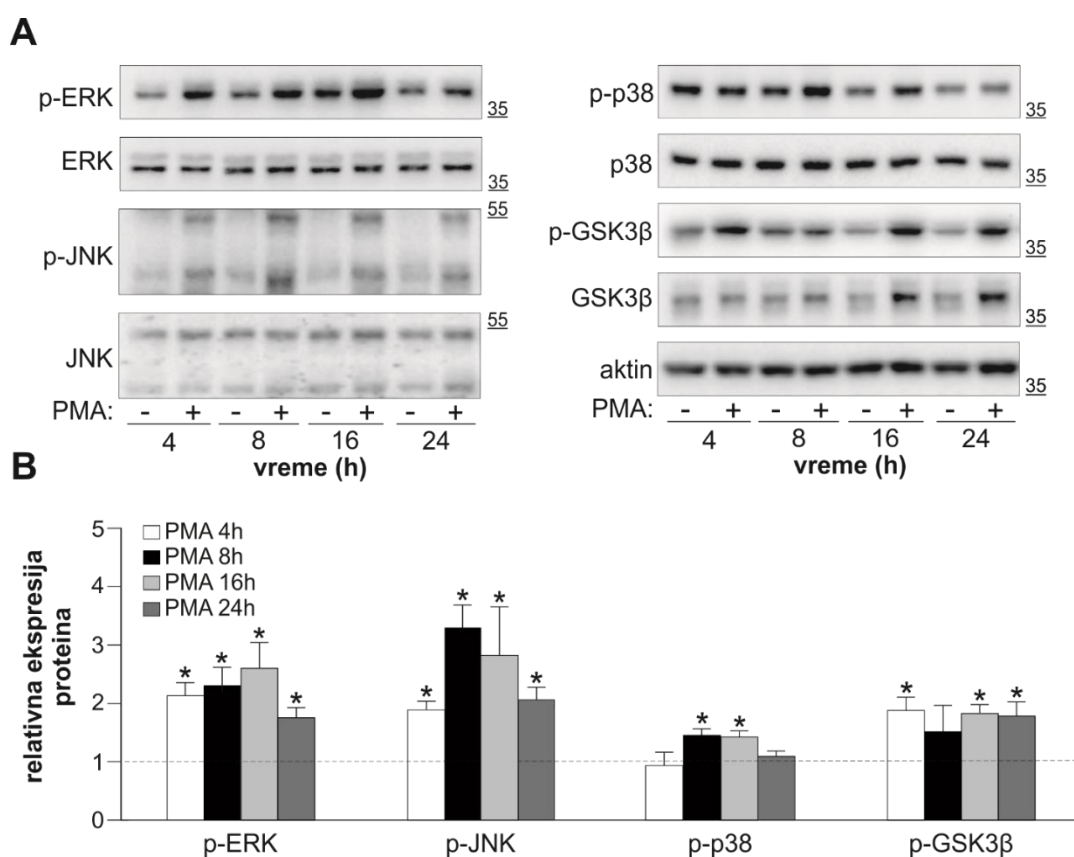 A
p-ERK
35
ERK
35
p-JNK
55
JNK
55
PMA: - + - + - + - +
4 8 16 24
vreme (h)
p-p38
35
p38
35
p-GSK3β
35
GSK3β
35
aktin
35
PMA: - + - + - + - +
4 8 16 24
vreme (h)
B
relativna ekspresija
proteina
5
4
3
2
1
0
PMA 4h
PMA 8h
PMA 16h
PMA 24h
* * * *
* * * *
* *
* * *
p-ERK p-JNK p-p38 p-GSK3β